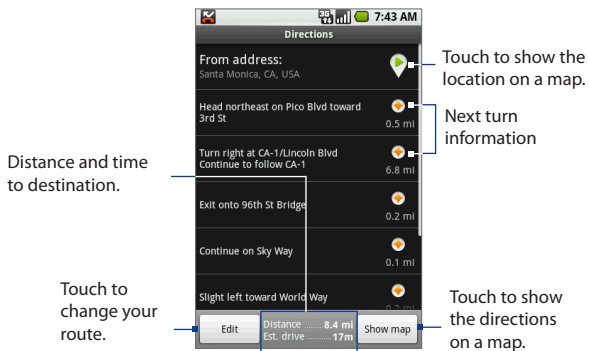 3G
7:43 AM
Directions
From address:
Santa Monica, CA, USA
Head northeast on Pico Blvd toward
3rd St
0.5 mi
Turn right at CA-1/Lincoln Blvd
Continue to follow CA-1
6.8 mi
Exit onto 96th St Bridge
0.2 mi
Continue on Sky Way
0.1 mi
Slight left toward World Way
0.2 mi
Edit
Distance ........ 8.4 mi
Est. drive ........... 17m
Show map
Touch to show the
location on a map.
Next turn
information
Distance and time
to destination.
Touch to
change your
route.
Touch to show
the directions
on a map.